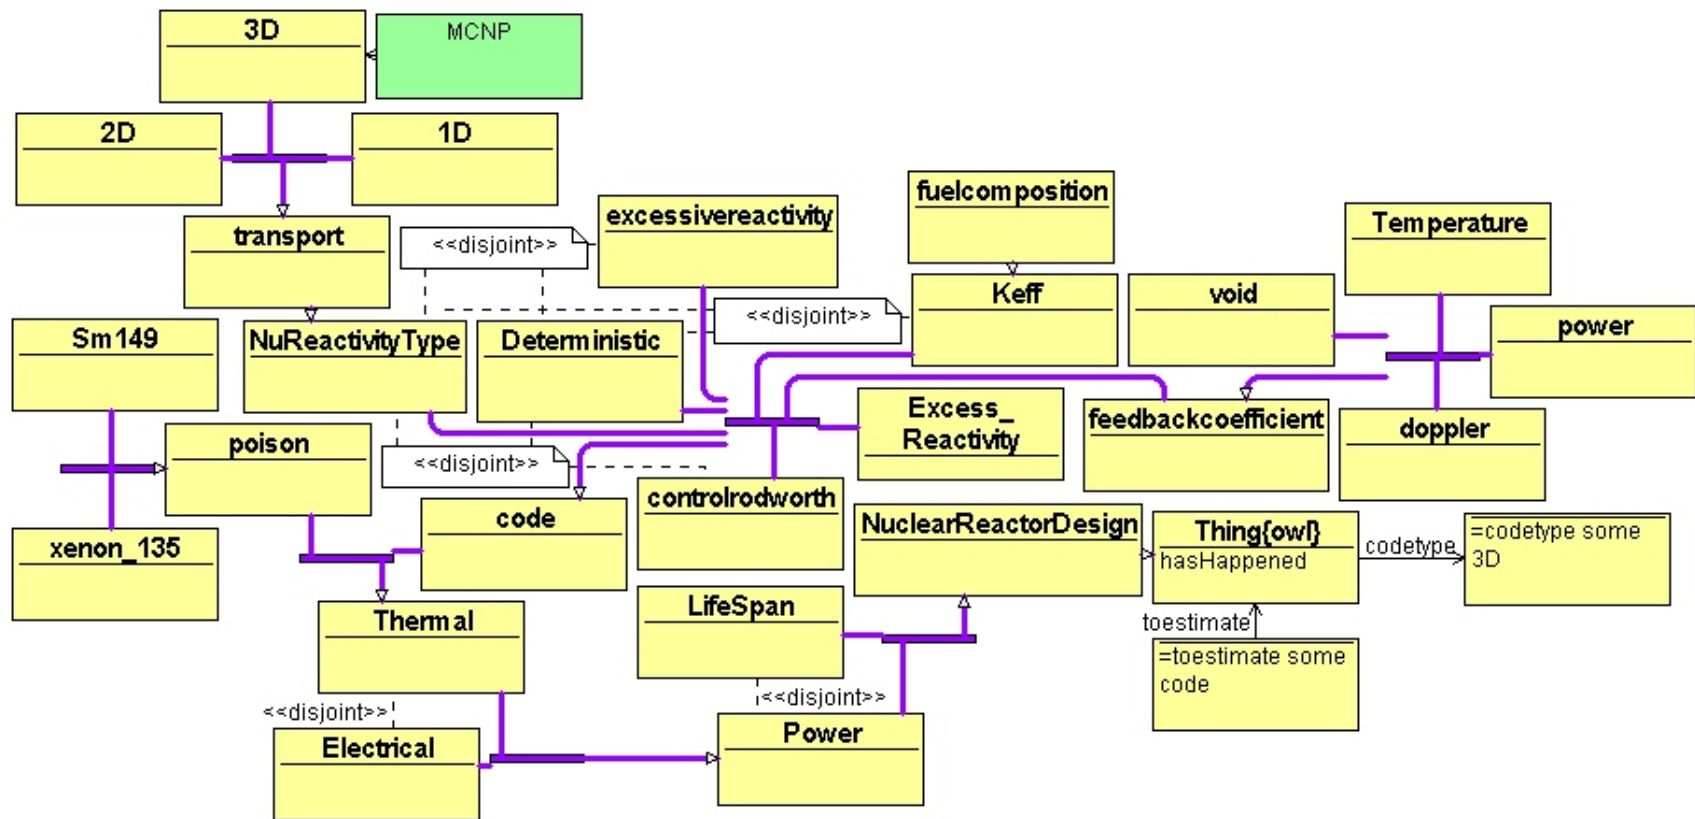 3D
MCNP
2D
1D
transport
<<disjoint>>
excessivereactivity
fuelcomposition
Temperature
Keff
void
<<disjoint>>
power
Sm149
NuReactivityType
Deterministic
Excess_
Reactivity
feedbackcoefficient
doppler
poison
<<disjoint>>
controlrodworth
code
NuclearReactorDesign
Thing{owl}
hasHappened
codetype
=codetype some
3D
xenon_135
Thermal
LifeSpan
toestimate
=toestimate some
code
<<disjoint>>
<<disjoint>>
Electrical
Power